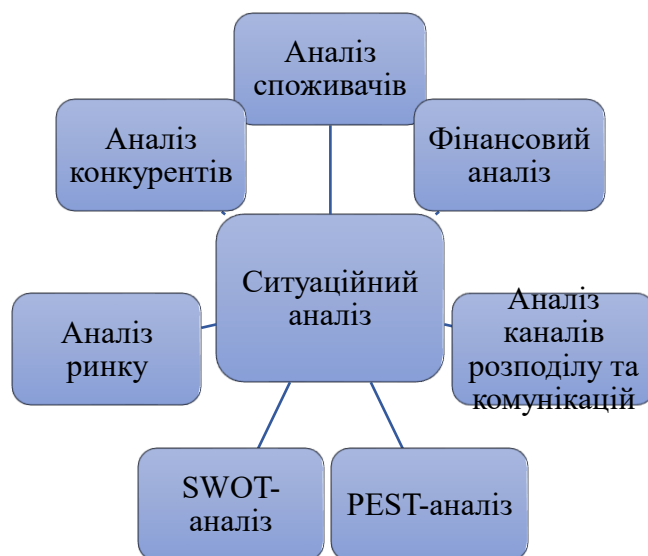 Аналіз
споживачів
Аналіз
конкурентів
Фінансовий
аналіз
Ситуаційний
аналіз
Аналіз
ринку
Аналіз
каналів
розподілу та
комунікацій
SWOT-
аналіз
PEST-аналіз